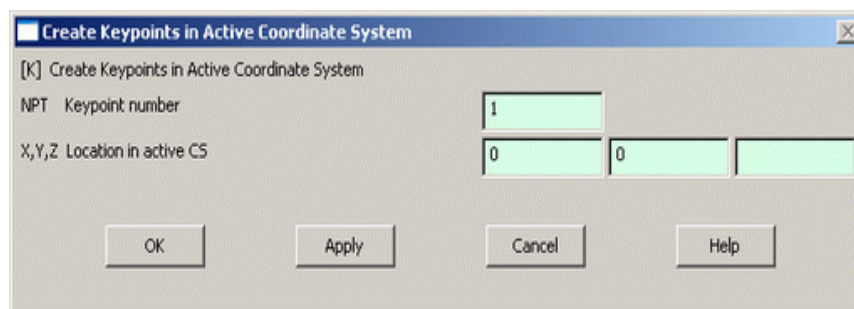 Create Keypoints in Active Coordinate System
[K] Create Keypoints in Active Coordinate System
NPT Keypoint number 1
X,Y,Z Location in active CS 0 0
OK Apply Cancel Help